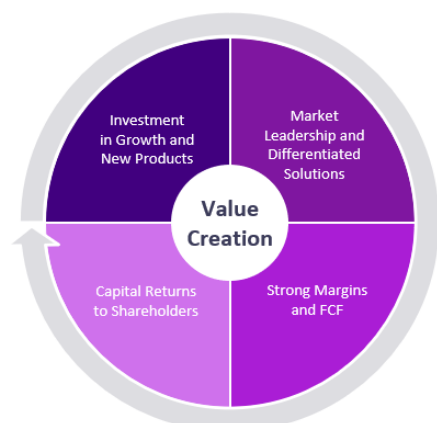 Investment
in Growth and
New Products
Market
Leadership and
Differentiated
Solutions
Value
Creation
Capital Returns
to Shareholders
Strong Margins
and FCF